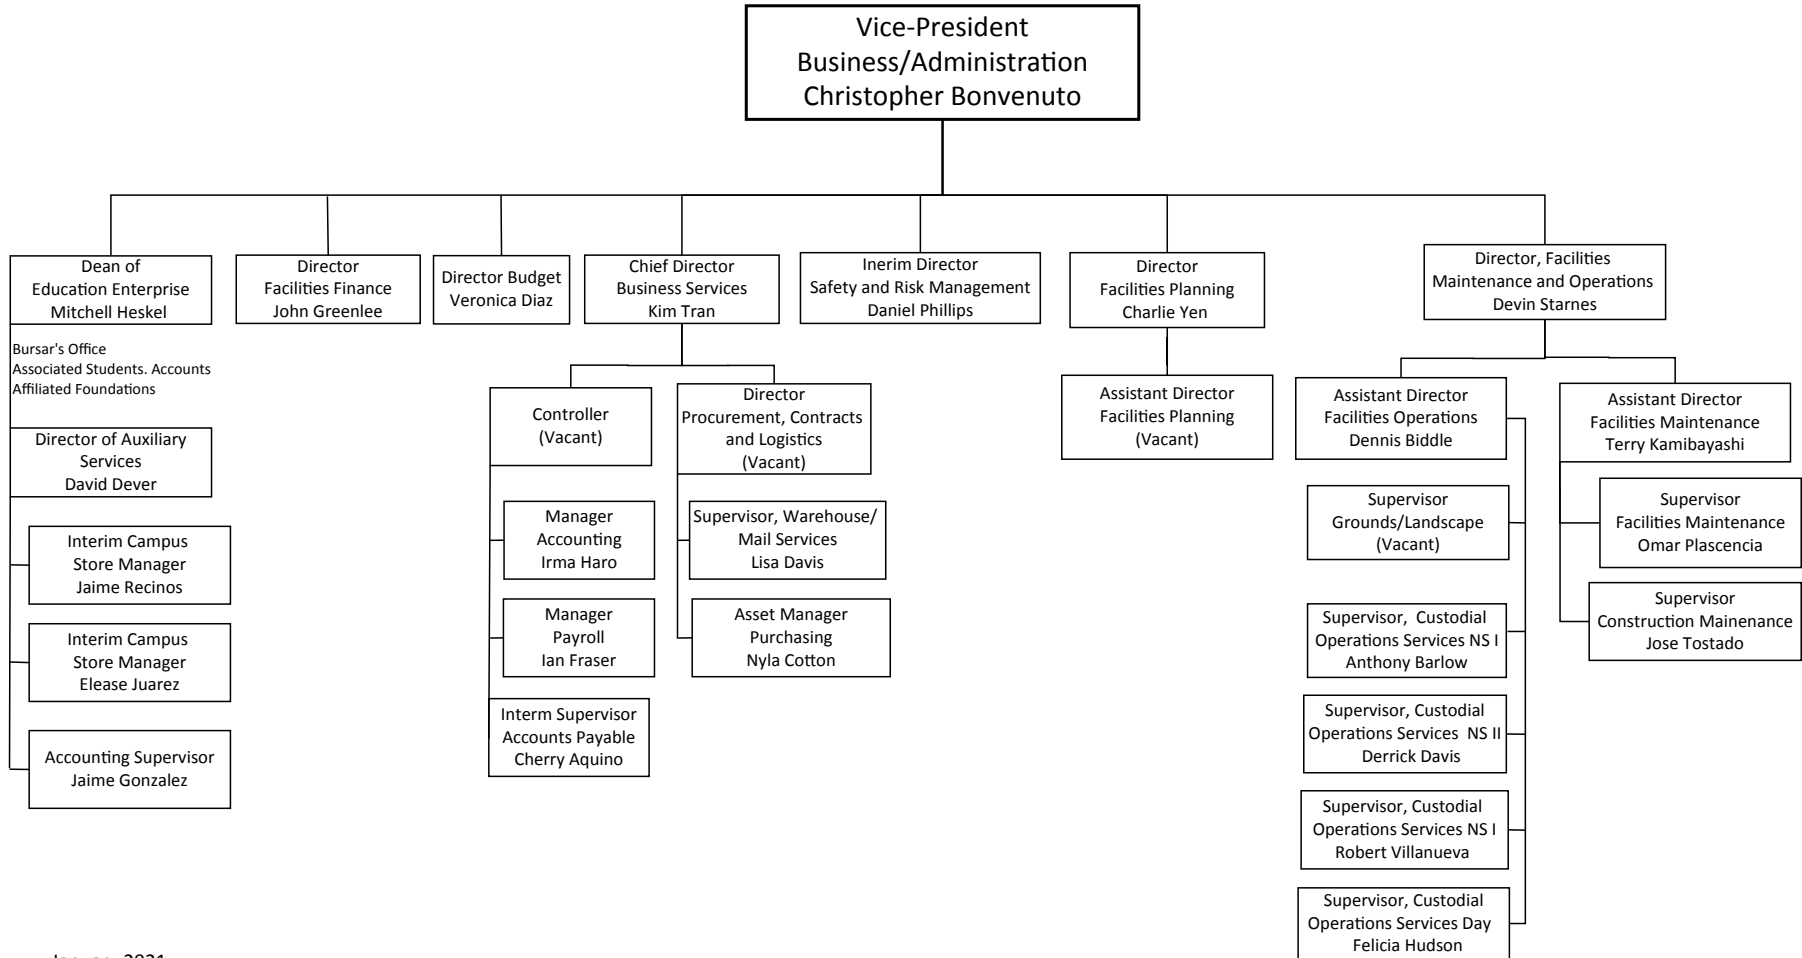 Vice-President
Business/Administration
Christopher Bonvenuto
Dean of
Education Enterprise
Mitchell Heskel
Director
Facilities Finance
John Greenlee
Director Budget
Veronica Diaz
Chief Director
Business Services
Kim Tran
Inerim Director
Safety and Risk Management
Daniel Phillips
Director
Facilities Planning
Charlie Yen
Director, Facilities
Maintenance and Operations
Devin Starnes
Bursar's Office
Associated Students. Accounts
Affiliated Foundations
Director of Auxiliary
Services
David Dever
Interim Campus
Store Manager
Jaime Recinos
Interim Campus
Store Manager
Elease Juarez
Accounting Supervisor
Jaime Gonzalez
Controller
(Vacant)
Manager
Accounting
Irma Haro
Manager
Payroll
Ian Fraser
Interm Supervisor
Accounts Payable
Cherry Aquino
Director
Procurement, Contracts
and Logistics
(Vacant)
Supervisor, Warehouse/
Mail Services
Lisa Davis
Asset Manager
Purchasing
Nyla Cotton
Assistant Director
Facilities Planning
(Vacant)
Assistant Director
Facilities Operations
Dennis Biddle
Supervisor
Grounds/Landscape
(Vacant)
Supervisor, Custodial
Operations Services NS I
Anthony Barlow
Supervisor, Custodial
Operations Services NS II
Derrick Davis
Supervisor, Custodial
Operations Services NS I
Robert Villanueva
Supervisor, Custodial
Operations Services Day
Felicia Hudson
Assistant Director
Facilities Maintenance
Terry Kamibayashi
Supervisor
Facilities Maintenance
Omar Plascencia
Supervisor
Construction Mainenance
Jose Tostado
2021